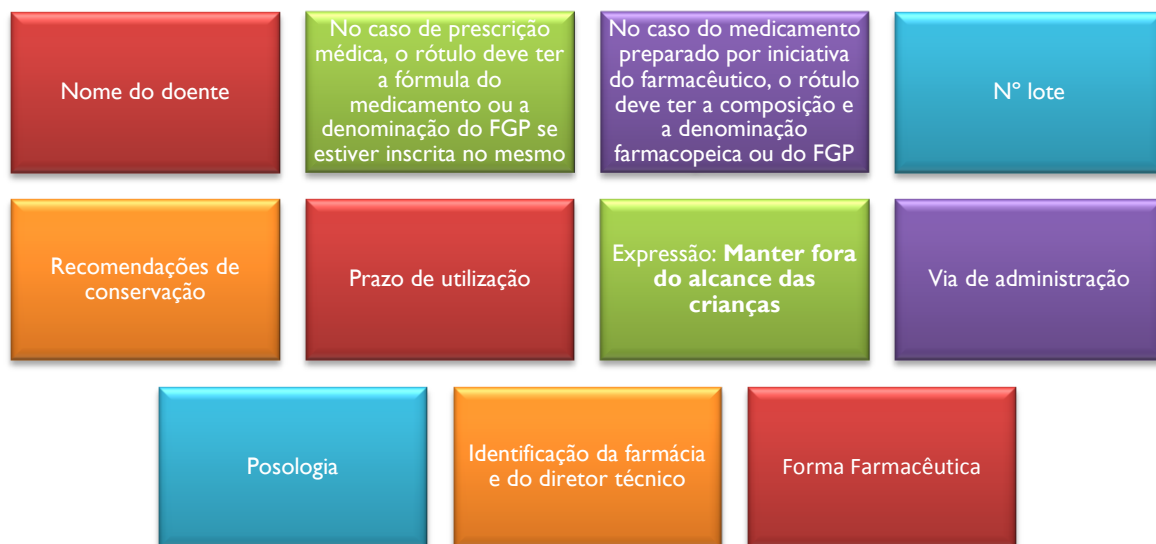 Nome do doente
No caso de prescrição
médica, o rótulo deve ter
a fórmula do
medicamento ou a
denominação do FGP se
estiver inscrita no mesmo
No caso do medicamento
preparado por iniciativa
do farmacêutico, o rótulo
deve ter a composição e
a denominação
farmacopeica ou do FGP
Nº lote
Recomendações de
conservação
Prazo de utilização
Expressão: Manter fora
do alcance das
crianças
Via de administração
Posologia
Identificação da farmácia
e do diretor técnico
Forma Farmacêutica